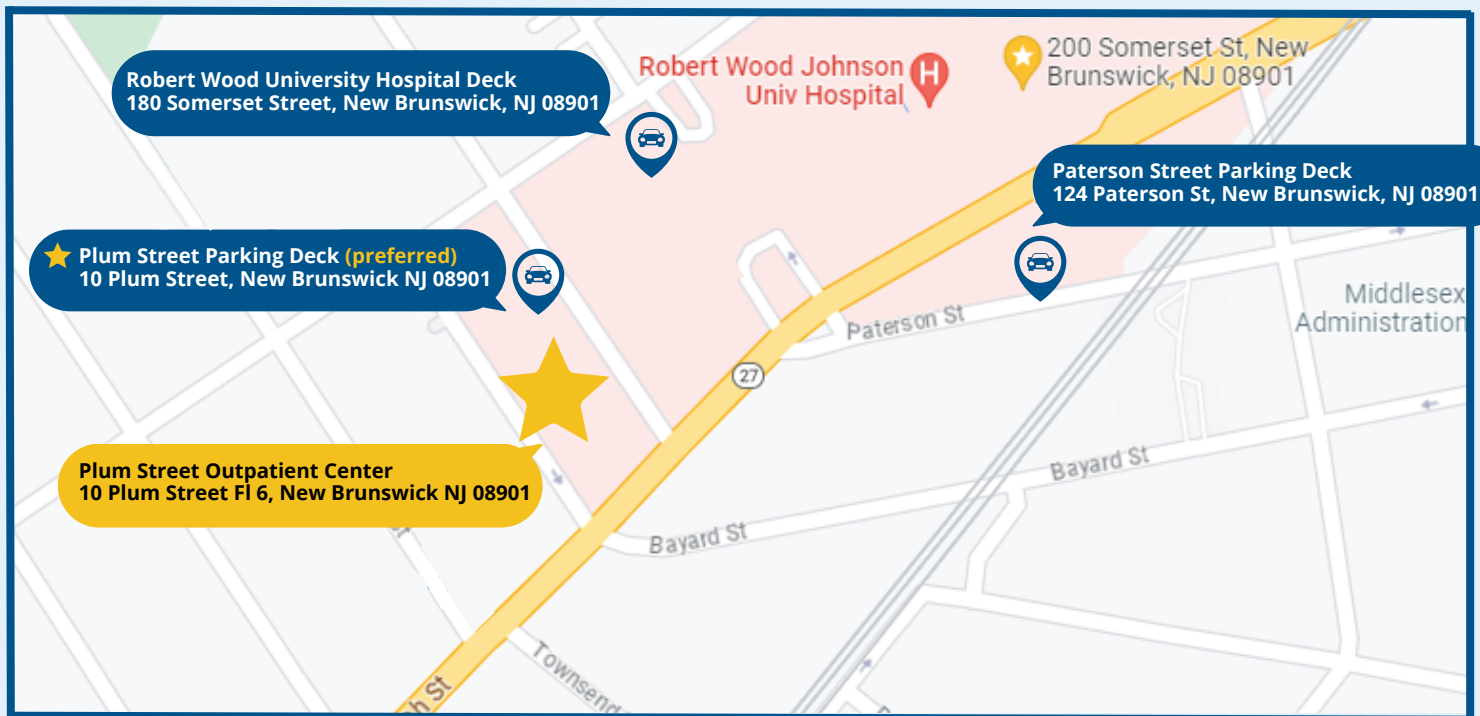 Robert Wood University Hospital Deck
180 Somerset Street, New Brunswick, NJ 08901
Robert Wood Johnson
Univ Hospital
H
200 Somerset St, New
Brunswick, NJ 08901
Paterson Street Parking Deck
124 Paterson St, New Brunswick, NJ 08901
Plum Street Parking Deck (preferred)
10 Plum Street, New Brunswick NJ 08901
Middlesex
Administration
Paterson St
27
Plum Street Outpatient Center
10 Plum Street Fl 6, New Brunswick NJ 08901
Bayard St
Bayard St
Townsend
St